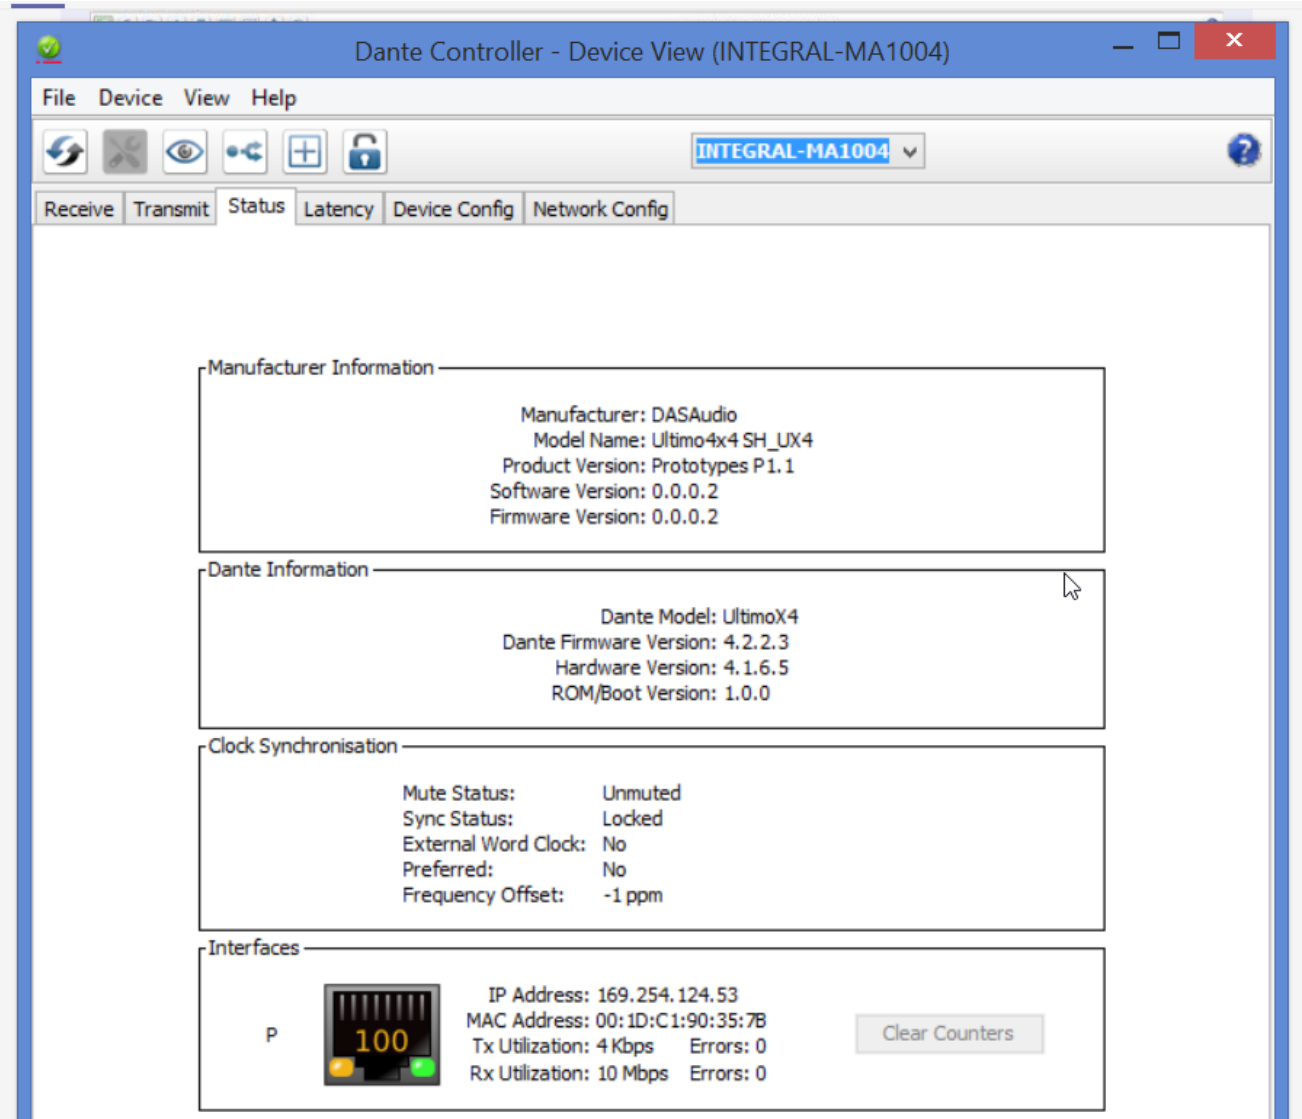 Dante Controller - Device View (INTEGRAL-MA1004)
File Device View Help
INTEGRAL-MA1004
Receive Transmit Status Latency Device Config Network Config
Manufacturer Information
Manufacturer: DASAudio
Model Name: Ultimo4x4 SH_UX4
Product Version: Prototypes P1.1
Software Version: 0.0.0.2
Firmware Version: 0.0.0.2
Dante Information
Dante Model: UltimoX4
Dante Firmware Version: 4.2.2.3
Hardware Version: 4.1.6.5
ROM/Boot Version: 1.0.0
Clock Synchronisation
Mute Status: Unmuted
Sync Status: Locked
External Word Clock: No
Preferred: No
Frequency Offset: -1 ppm
Interfaces
P
100
IP Address: 169.254.124.53
MAC Address: 00:1D:C1:90:35:7B
Tx Utilization: 4 Kbps Errors: 0
Rx Utilization: 10 Mbps Errors: 0
Clear Counters